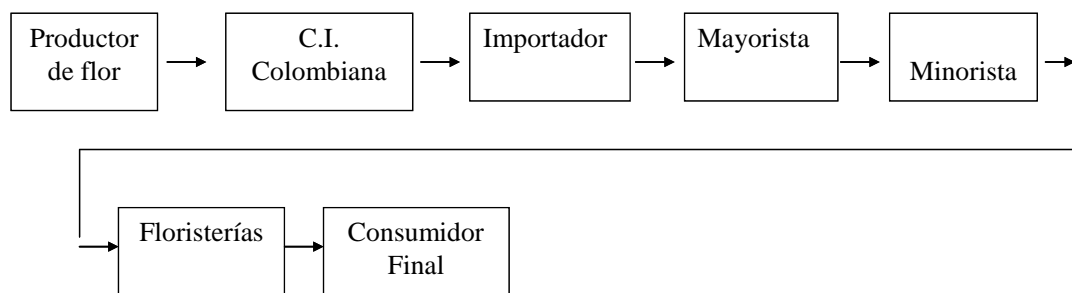 Productor
de flor
C.I.
Colombiana
Importador
Mayorista
Minorista
Floristerías
Consumidor
Final